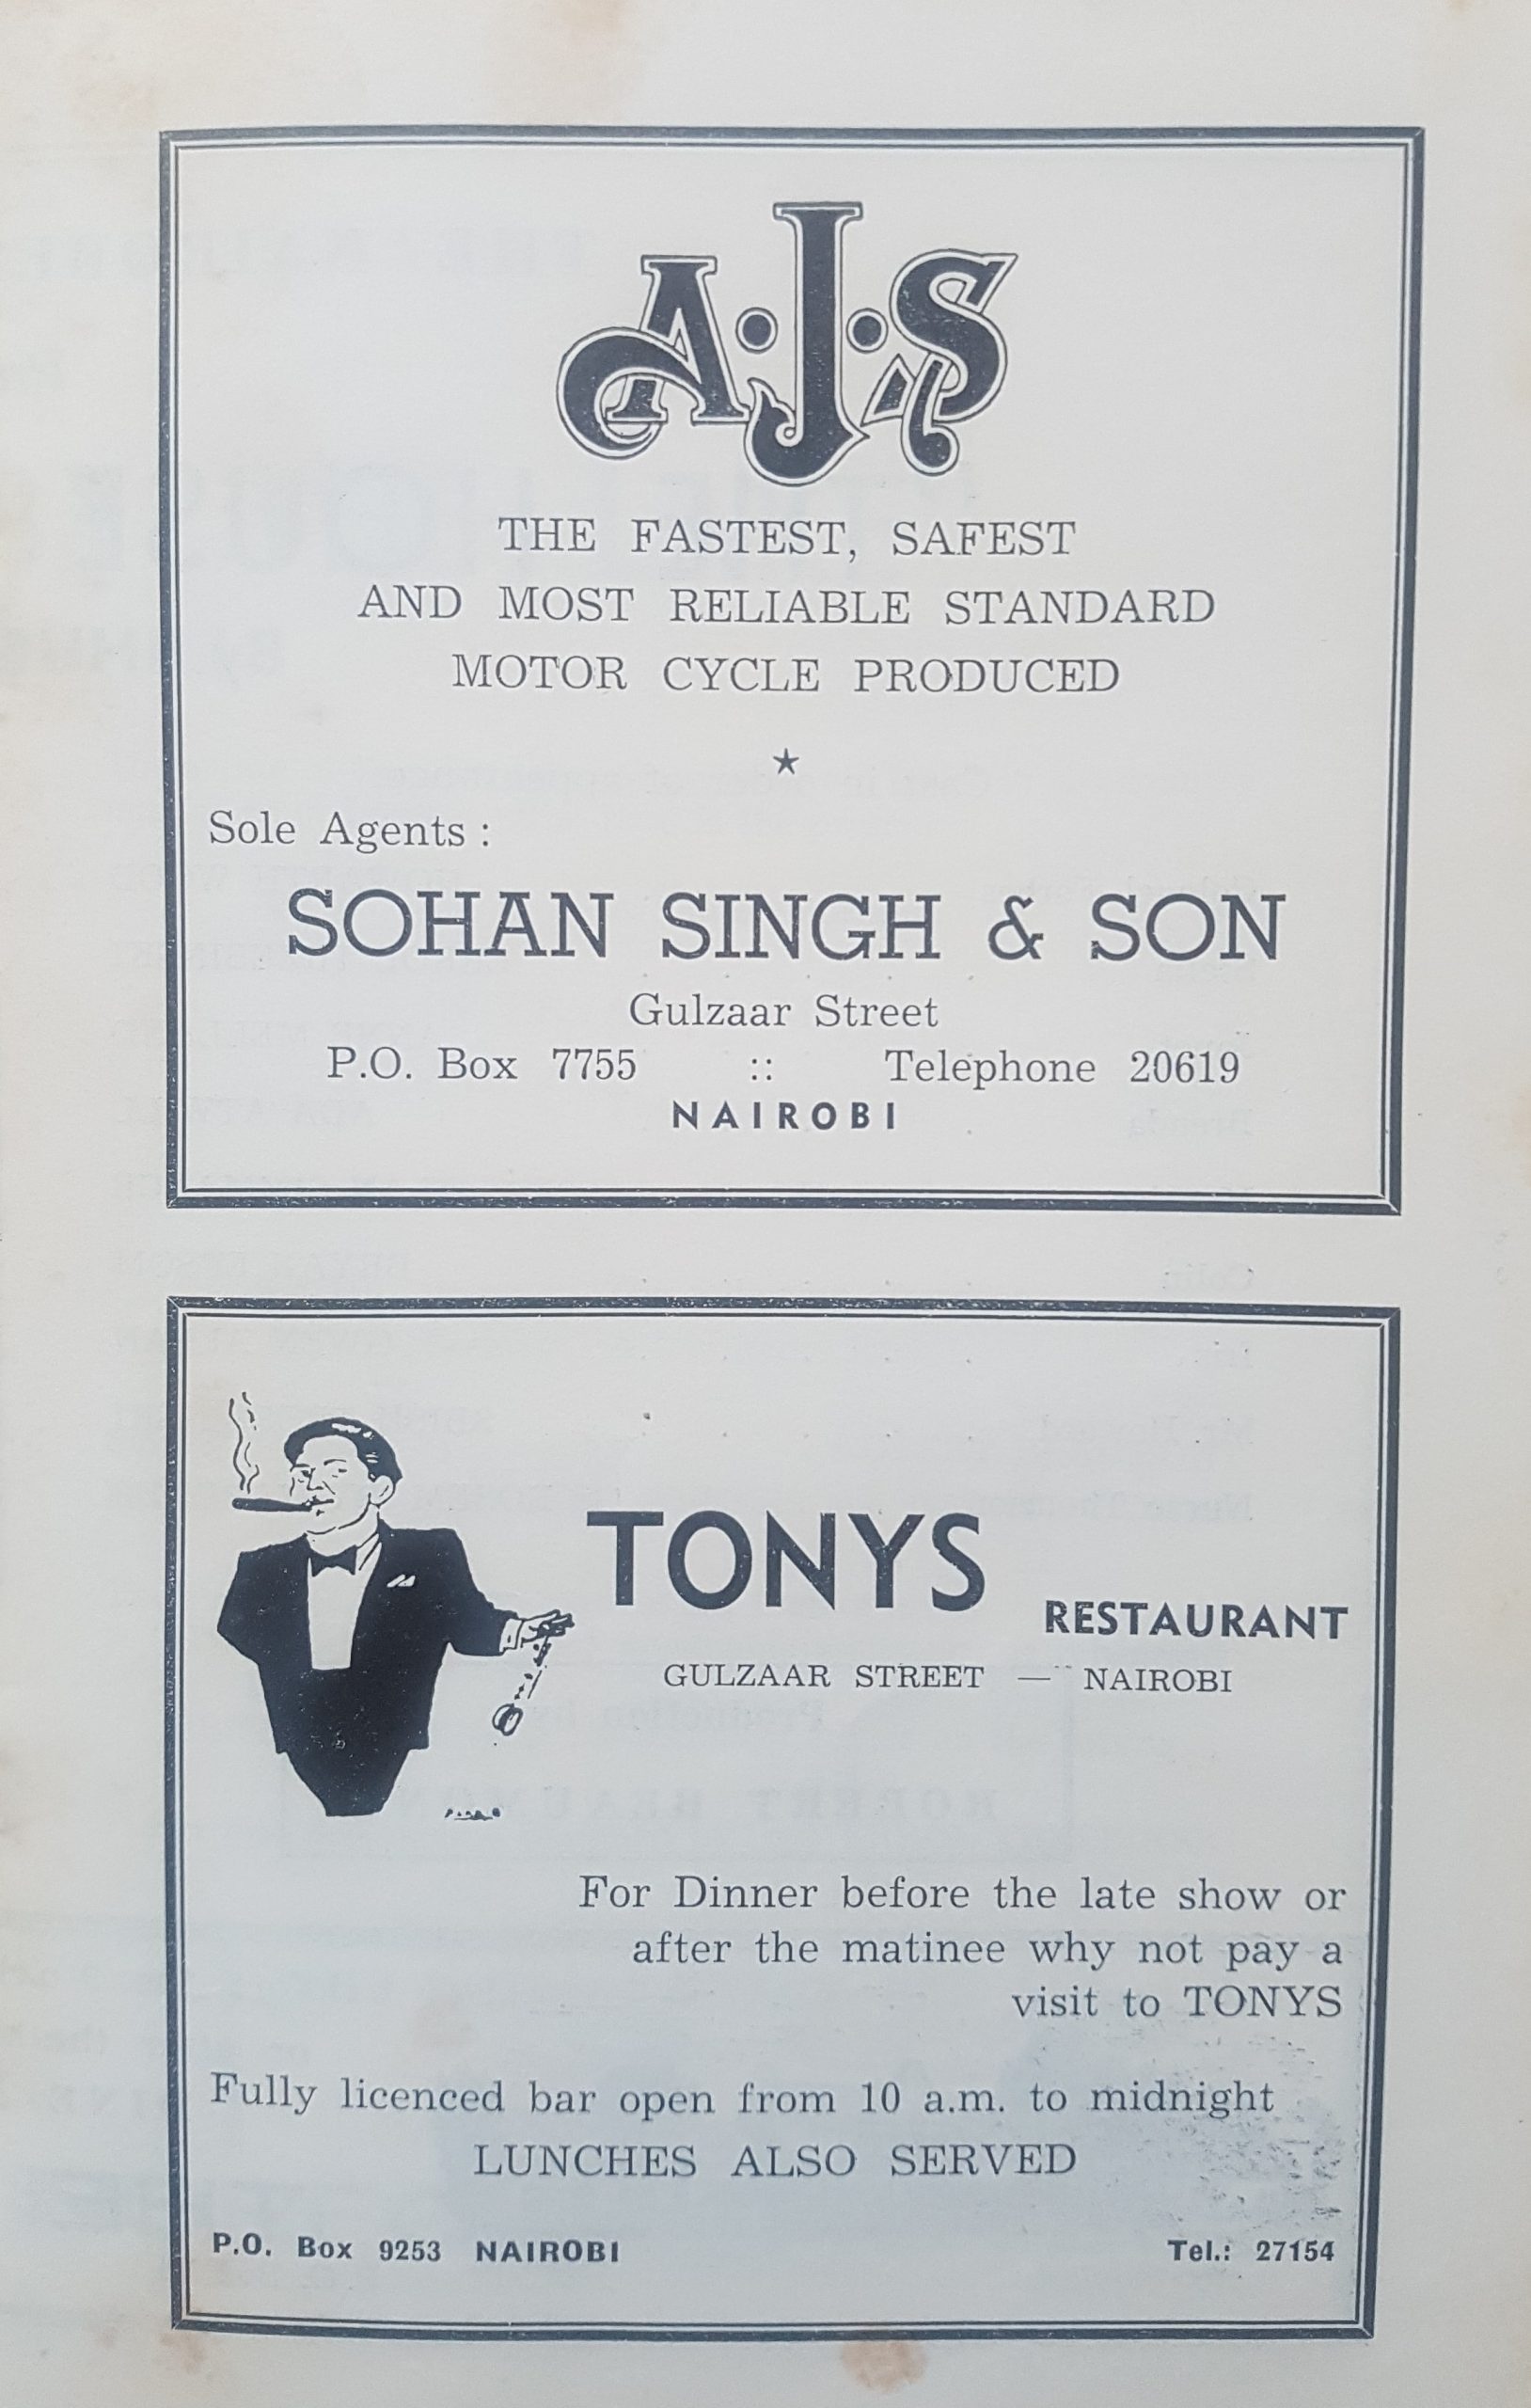 A·J·S
THE FASTEST, SAFEST
AND MOST RELIABLE STANDARD
MOTOR CYCLE PRODUCED
★
Sole Agents :
SOHAN SINGH & SON
Gulzaar Street
P.O. Box 7755 :: Telephone 20619
NAIROBI
TONYS RESTAURANT
GULZAAR STREET — NAIROBI
For Dinner before the late show or
after the matinee why not pay a
visit to TONYS
Fully licenced bar open from 10 a.m. to midnight
LUNCHES ALSO SERVED
P.O. Box 9253 NAIROBI Tel.: 27154